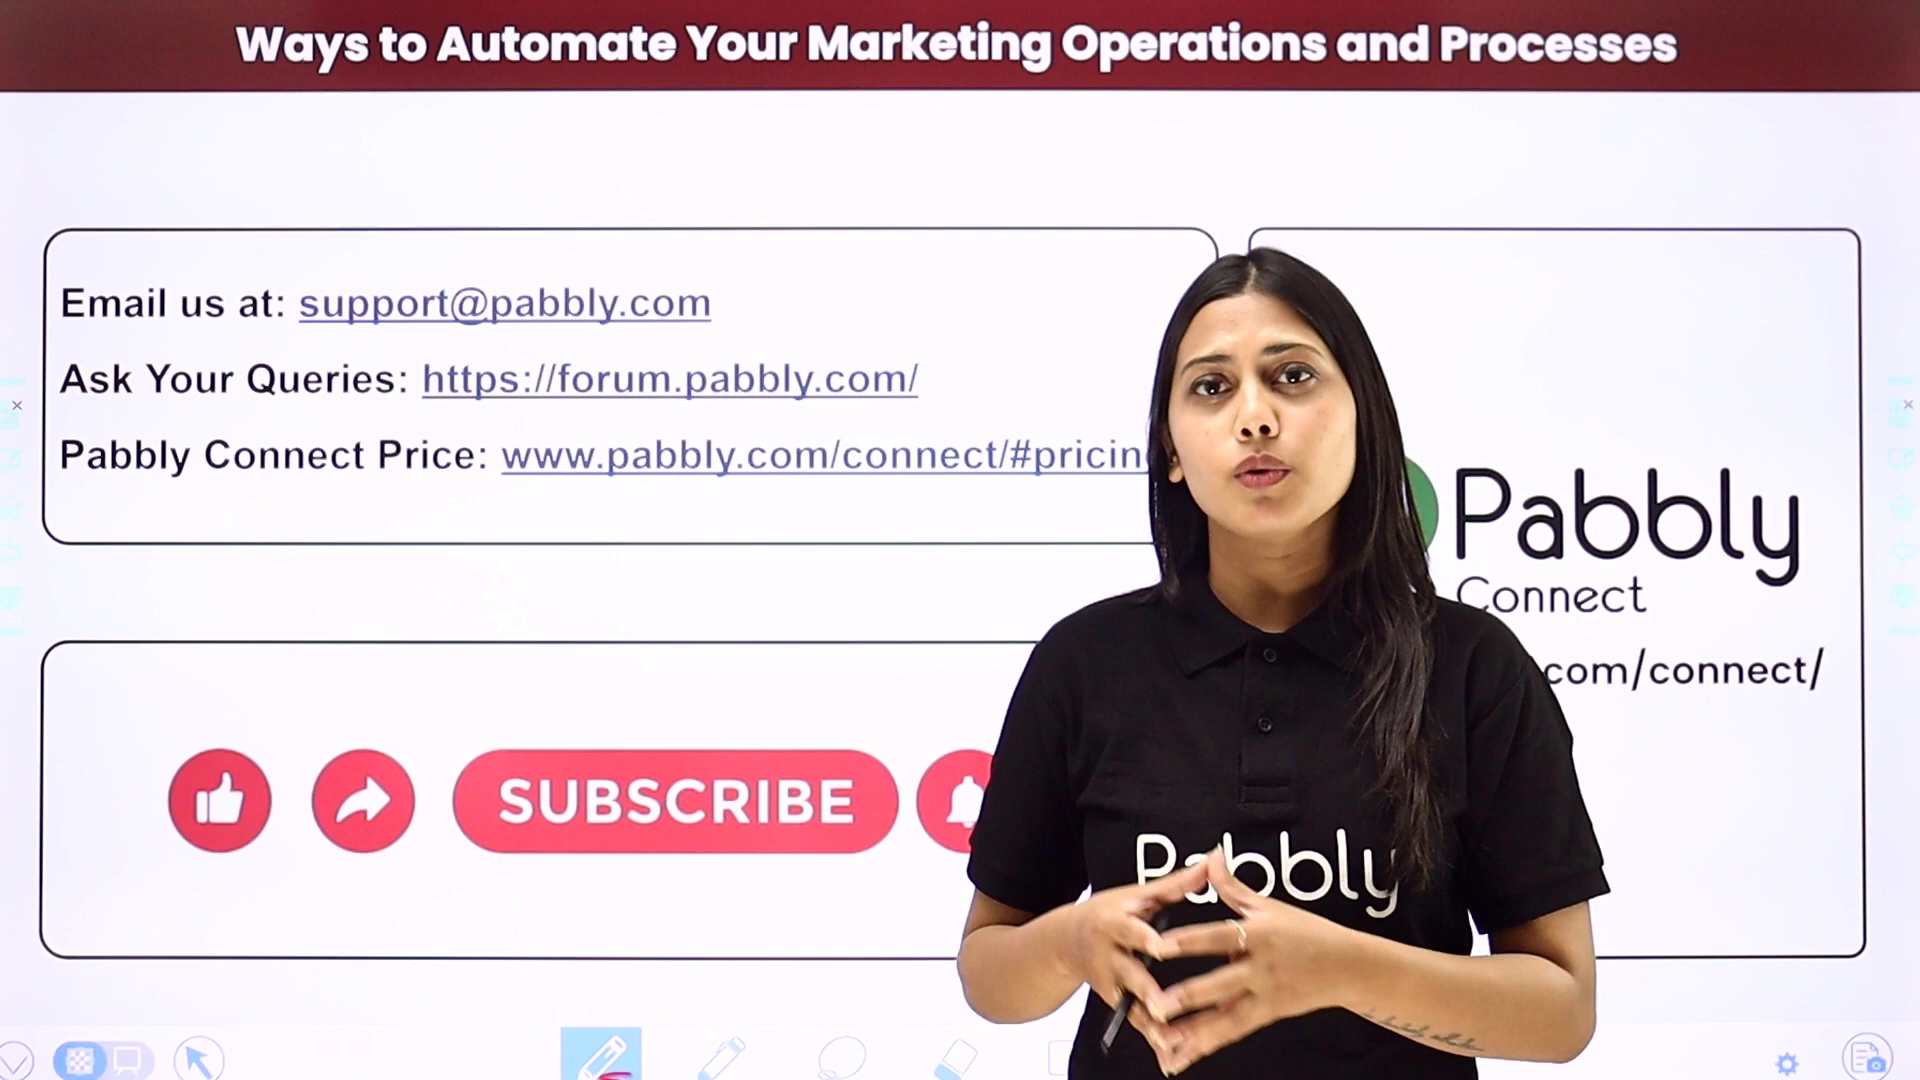 Ways to Automate Your Marketing Operations and Processes
Email us at: support@pabbly.com
Ask Your Queries: https://forum.pabbly.com/
Pabbly Connect Price: www.pabbly.com/connect/#pricin
Pabbly
Connect
.com/connect/
SUBSCRIBE
Pabbly